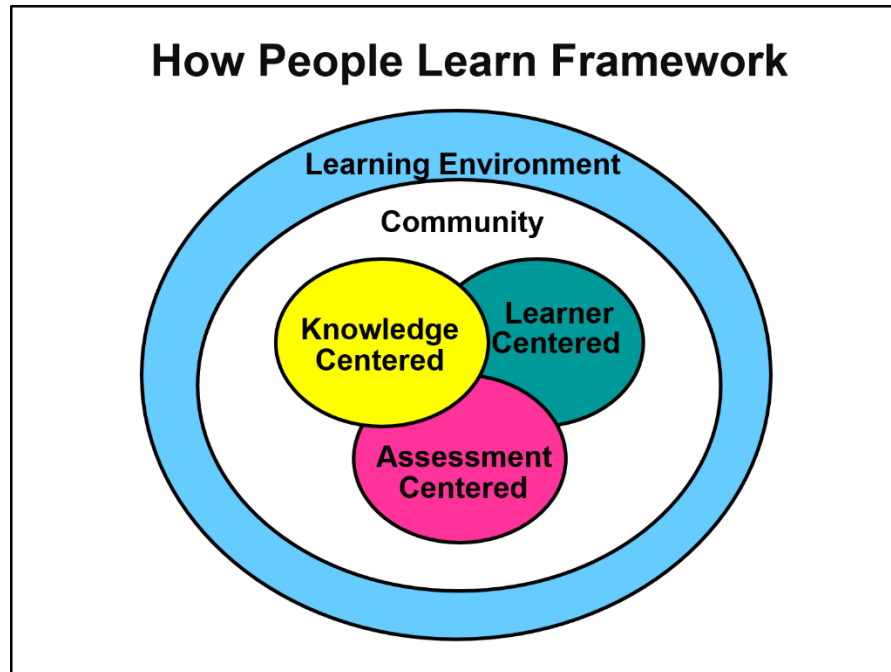 How People Learn Framework
Learning Environment
Community
Knowledge
Centered
Learner
Centered
Assessment
Centered